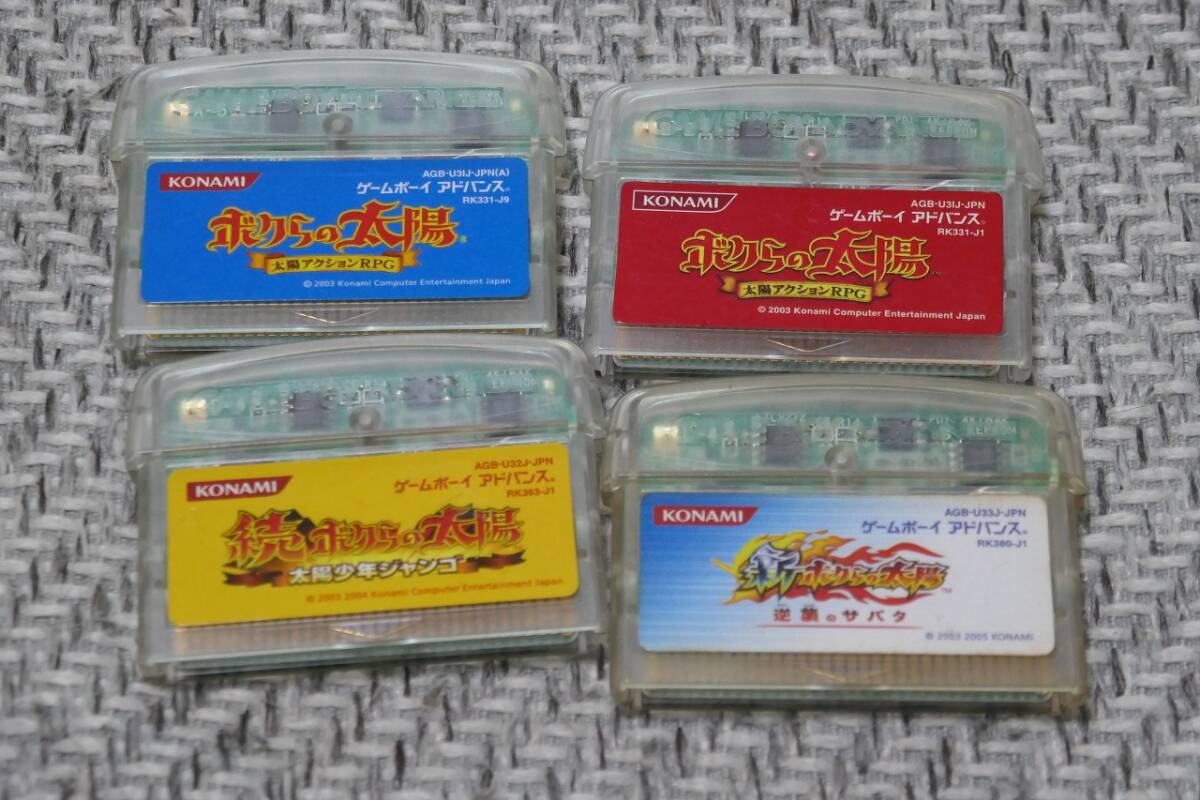 KONAMI
AGB-U3IJ-JPN(A)
ゲームボーイ アドバンス
RK331-J9
ボクらの太陽
太陽アクションRPG
© 2003 Konami Computer Entertainment Japan
KONAMI
AGB-U3IJ-JPN
ゲームボーイ アドバンス
RK331-J1
ボクらの太陽™
太陽アクションRPG
© 2003 Konami Computer Entertainment Japan
KONAMI
AGB-U32J-JPN
ゲームボーイ アドバンス
RK363-J1
続 ボクらの太陽
太陽少年ジャンゴ
© 2003 2004 Konami Computer Entertainment Japan
KONAMI
AGB-U33J-JPN
ゲームボーイ アドバンス
RK380-J1
新 ボクらの太陽™
逆襲のサバタ
© 2003 2005 KONAMI